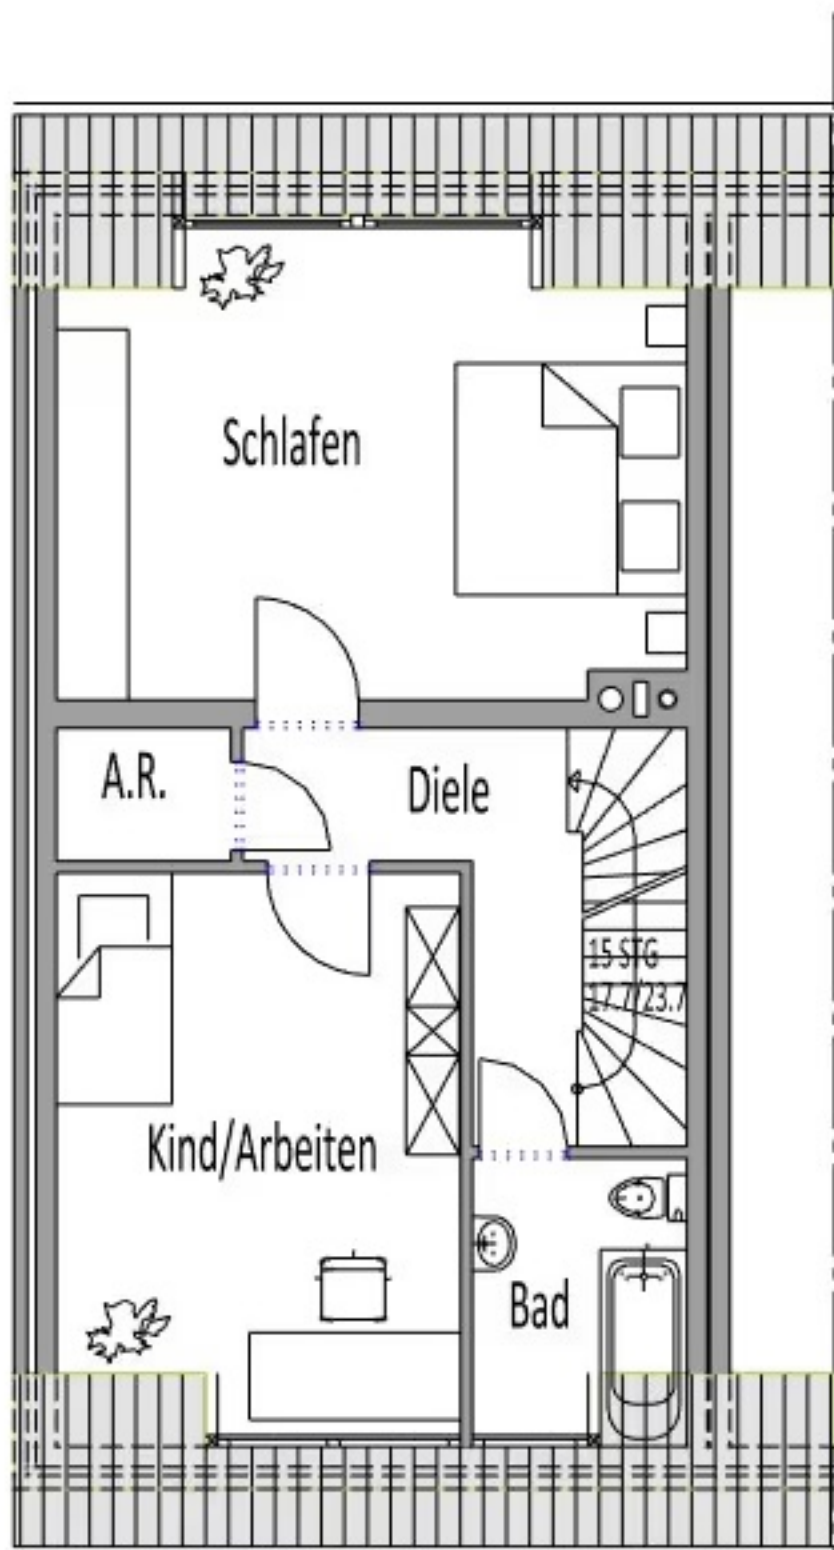 Schlafen
A.R.
Diele
15 STG
17.7/23.7
Kind/Arbeiten
Bad